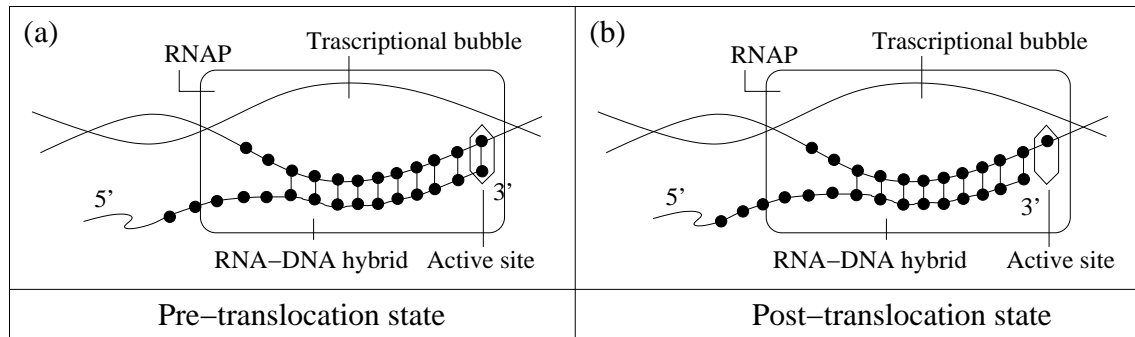 (a)
Trascriptional bubble
RNAP
5’
3’
RNA−DNA hybrid
Active site
Pre−translocation state
(b)
Trascriptional bubble
RNAP
5’
3’
RNA−DNA hybrid
Active site
Post−translocation state